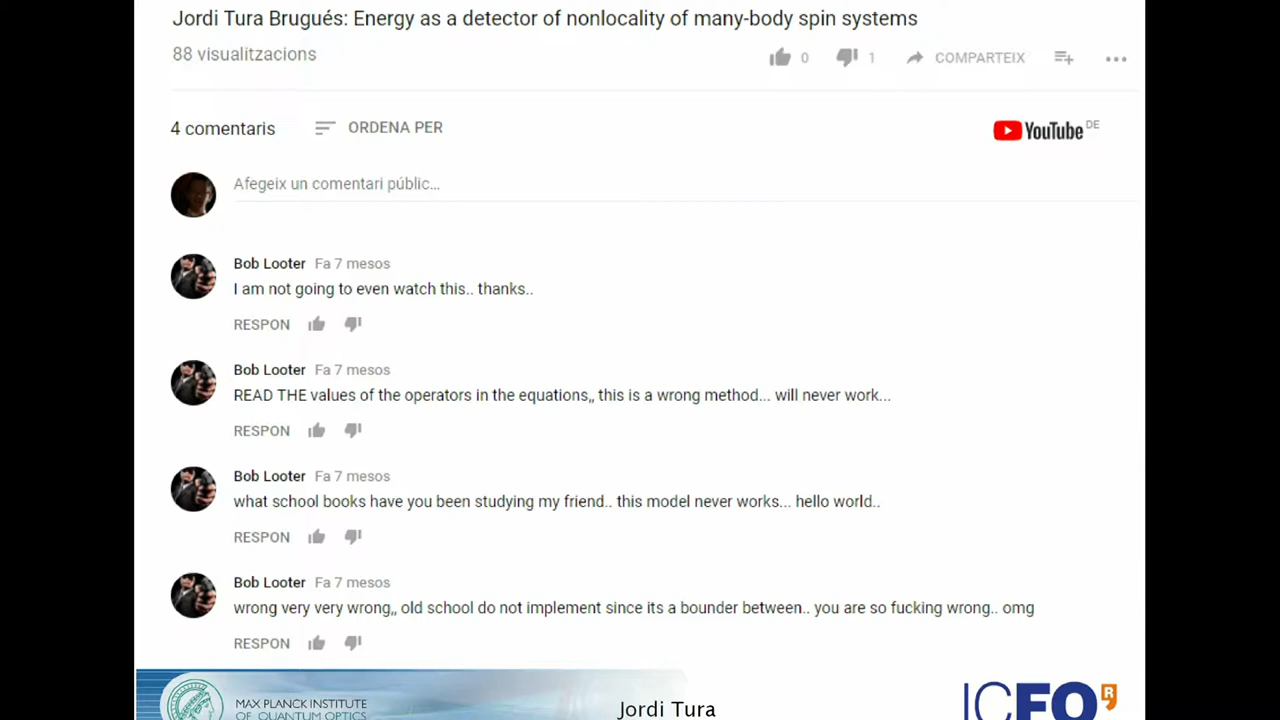 Jordi Tura Brugués: Energy as a detector of nonlocality of many-body spin systems
88 visualitzacions
0 1 COMPARTEIX
4 comentaris ORDENA PER
YouTube DE
Afegeix un comentari públic...
Bob Looter Fa 7 mesos
I am not going to even watch this.. thanks..
RESPON
Bob Looter Fa 7 mesos
READ THE values of the operators in the equations,, this is a wrong method... will never work...
RESPON
Bob Looter Fa 7 mesos
what school books have you been studying my friend.. this model never works... hello world..
RESPON
Bob Looter Fa 7 mesos
wrong very very wrong,, old school do not implement since its a bounder between.. you are so fucking wrong.. omg
RESPON
MAX PLANCK INSTITUTE
OF QUANTUM OPTICS
Jordi Tura
ICFO R